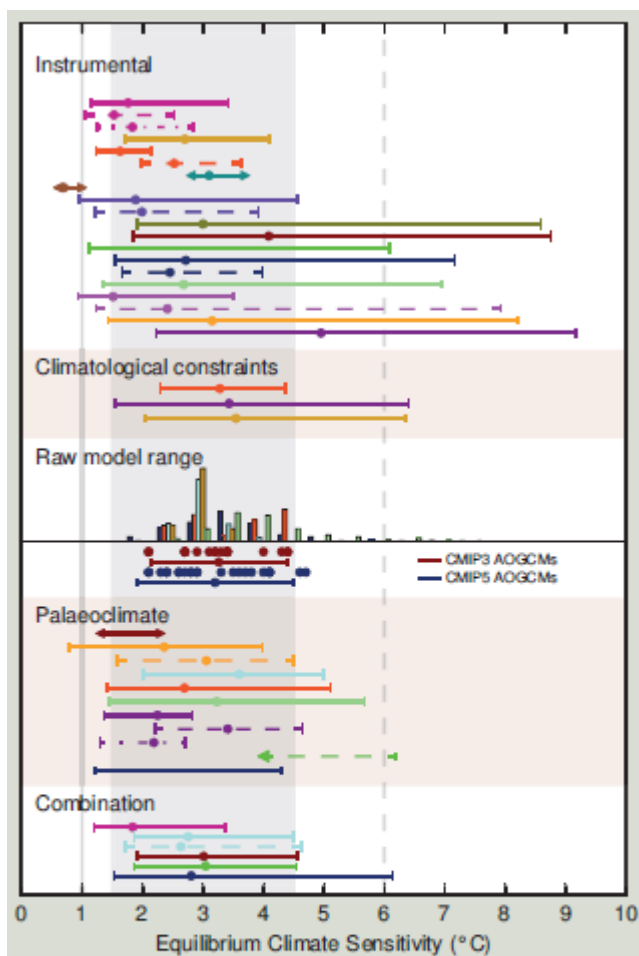 Instrumental
Climatological constraints
Raw model range
CMIP3 AOGCMs
CMIP5 AOGCMs
Palaeoclimate
Combination
0 1 2 3 4 5 6 7 8 9 10
Equilibrium Climate Sensitivity (°C)